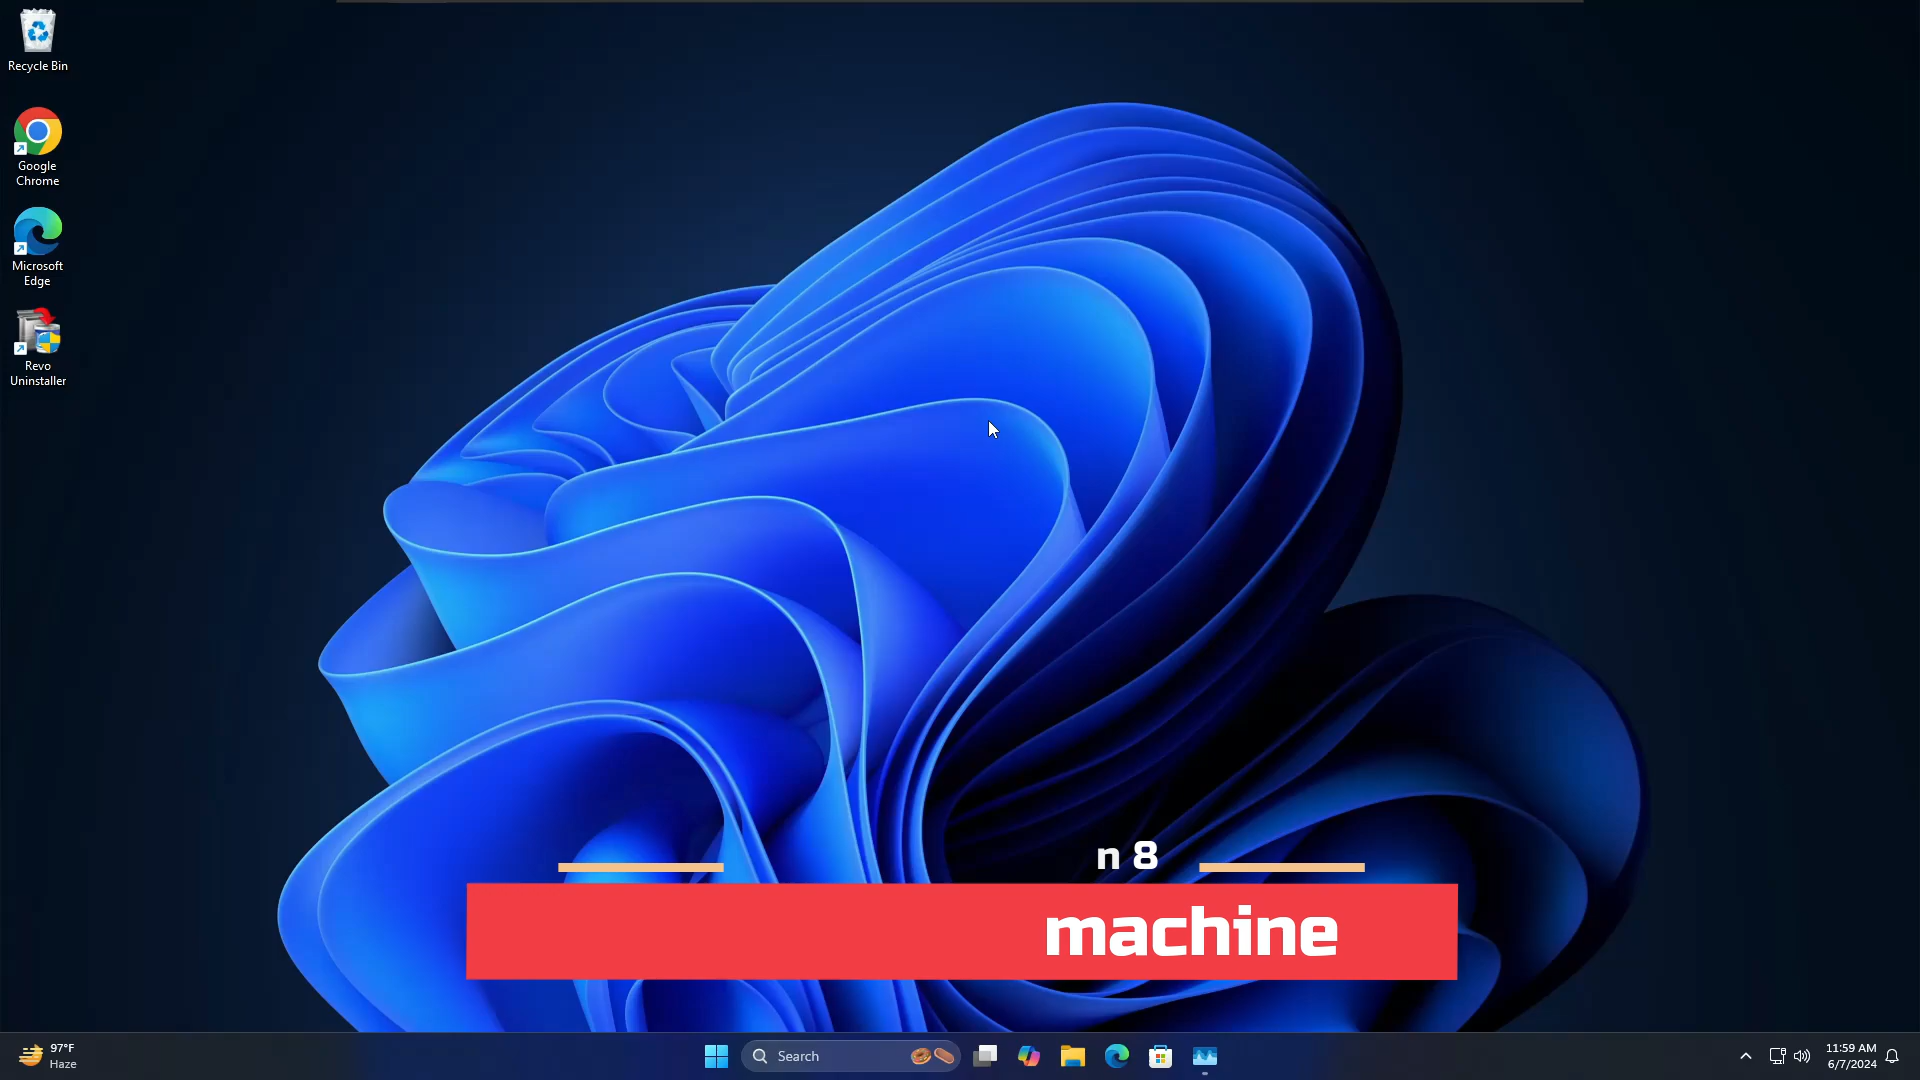 Recycle Bin
Google
Chrome
Microsoft
Edge
Revo
Uninstaller
n 8
machine
97°F
Haze
Search
11:59 AM
6/7/2024